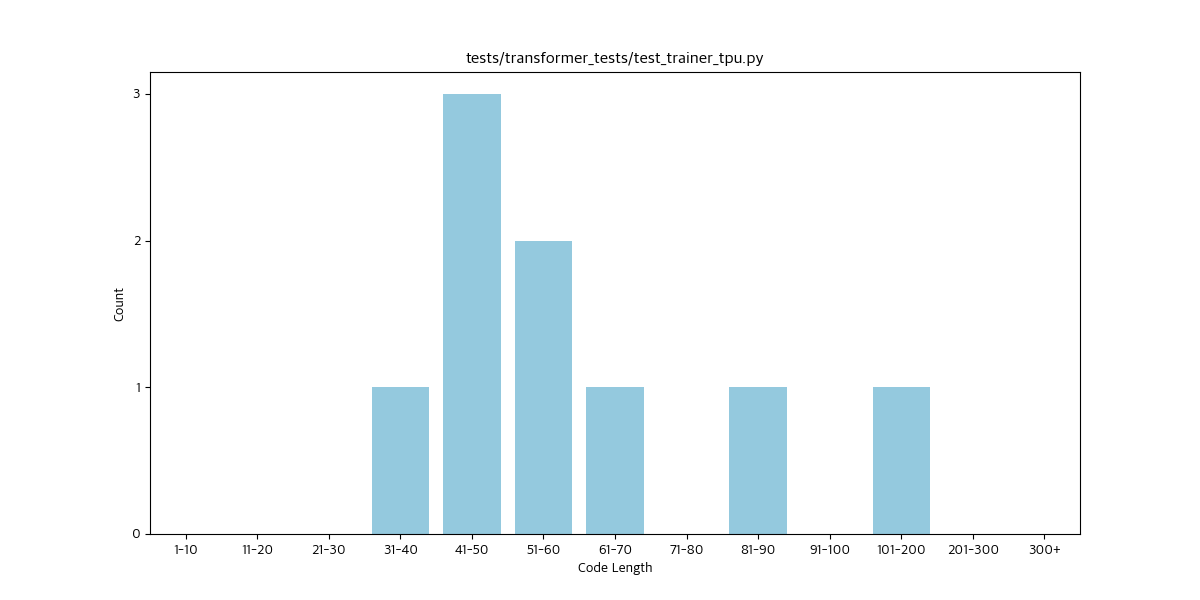 tests/transformer_tests/test_trainer_tpu.py
3
2
1
0
Count
1-10 11-20 21-30 31-40 41-50 51-60 61-70 71-80 81-90 91-100 101-200 201-300 300+
Code Length